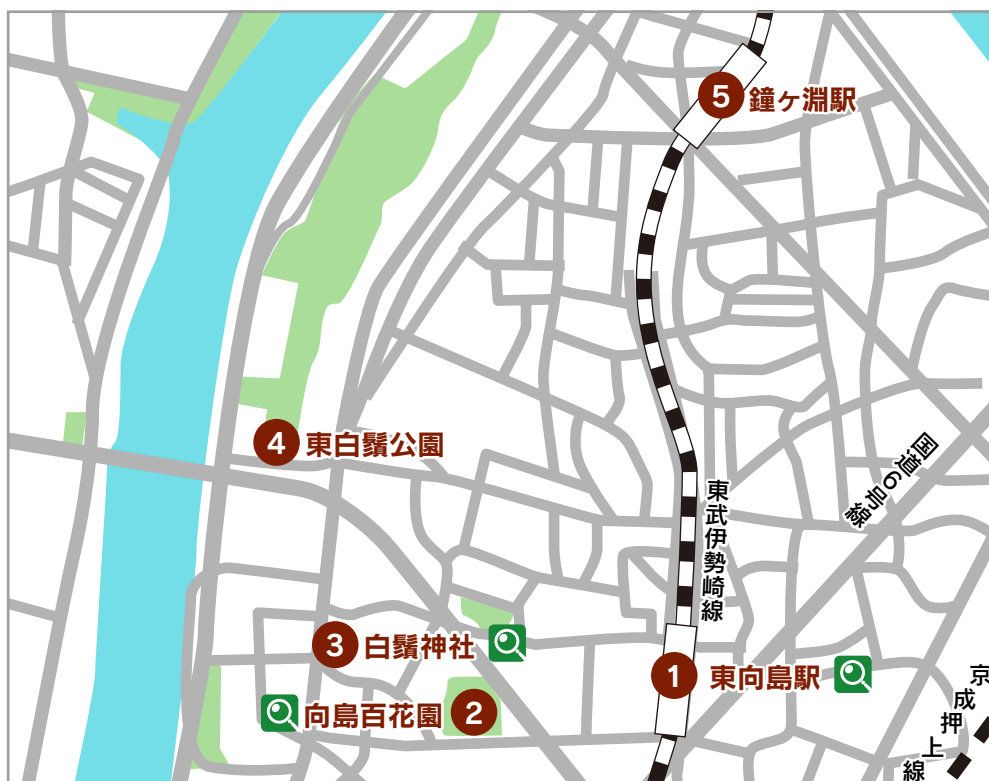 5 鐘ヶ淵駅
4 東白鬚公園
国道6号線
東武伊勢崎線
3 白鬚神社
1 東向島駅
2 向島百花園
京成押上線